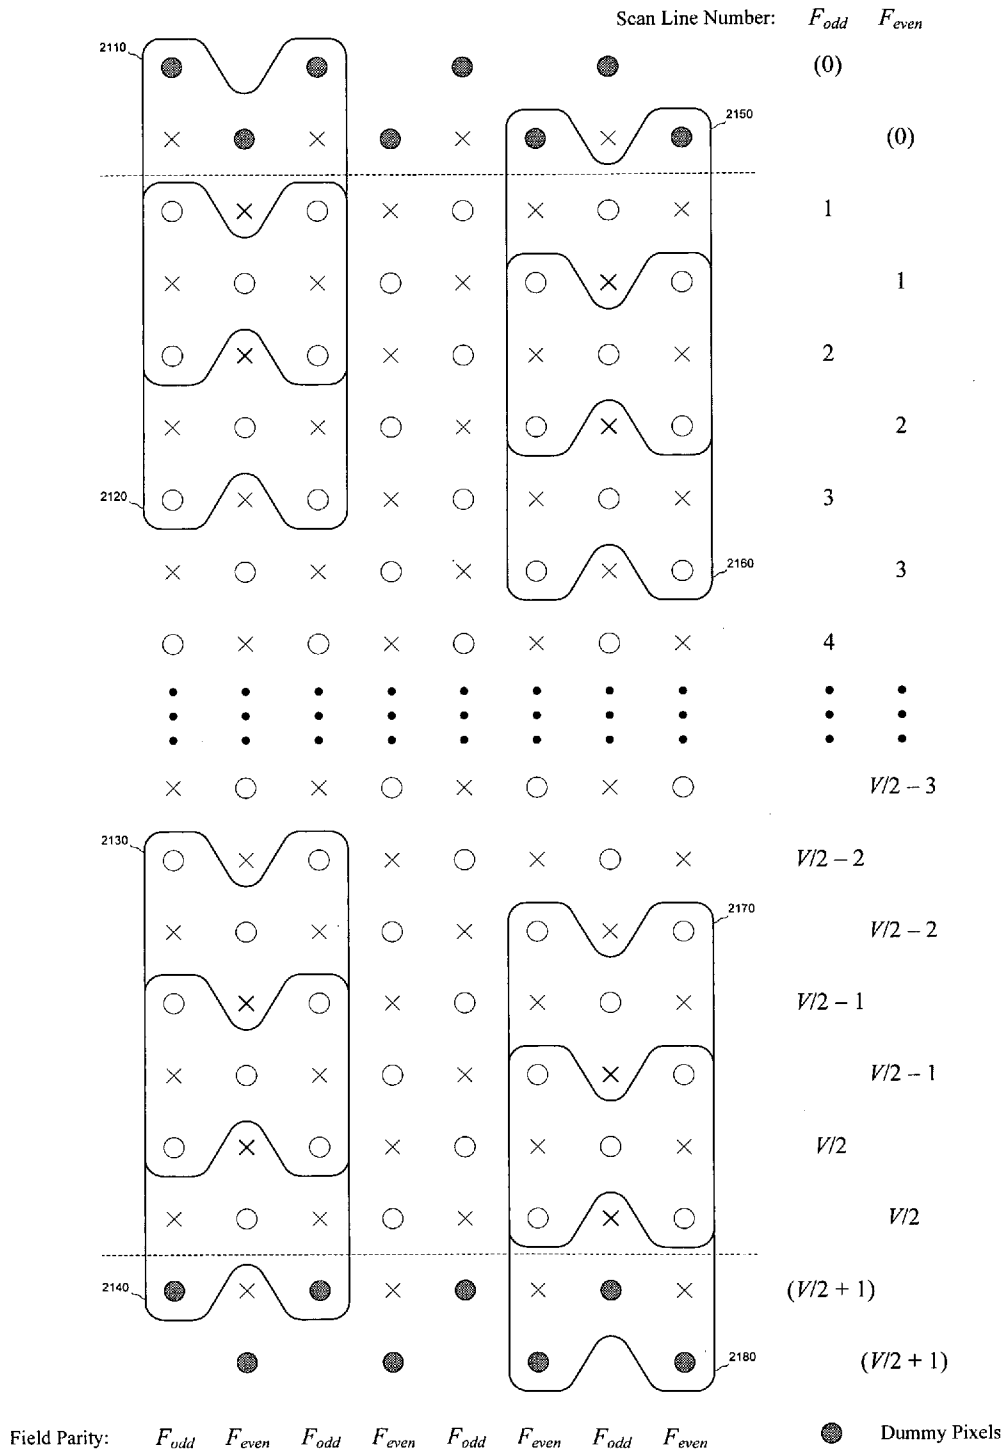 Scan Line Number: F_odd F_even
2110
(0)
2150
(0)
1
1
2
2
2120
3
2160
3
4
V/2 – 3
2130
V/2 – 2
2170
V/2 – 2
V/2 – 1
V/2 – 1
V/2
V/2
2140
(V/2 + 1)
2180
(V/2 + 1)
Field Parity: F_odd F_even F_odd F_even F_odd F_even F_odd F_even Dummy Pixels